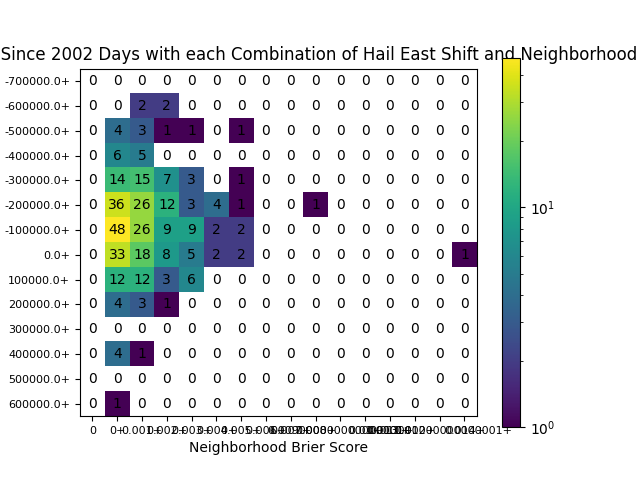 Since 2002 Days with each Combination of Hail East Shift and Neighborhood
-700000.0+ 0 0 0 0 0 0 0 0 0 0 0 0 0 0 0 0
-600000.0+ 0 0 2 2 0 0 0 0 0 0 0 0 0 0 0 0
-500000.0+ 0 4 3 1 1 0 1 0 0 0 0 0 0 0 0 0
-400000.0+ 0 6 5 0 0 0 0 0 0 0 0 0 0 0 0 0
-300000.0+ 0 14 15 7 3 0 1 0 0 0 0 0 0 0 0 0
-200000.0+ 0 36 26 12 3 4 1 0 0 1 0 0 0 0 0 0
-100000.0+ 0 48 26 9 9 2 2 0 0 0 0 0 0 0 0 0
0.0+ 0 33 18 8 5 2 2 0 0 0 0 0 0 0 0 1
100000.0+ 0 12 12 3 6 0 0 0 0 0 0 0 0 0 0 0
200000.0+ 0 4 3 1 0 0 0 0 0 0 0 0 0 0 0 0
300000.0+ 0 0 0 0 0 0 0 0 0 0 0 0 0 0 0 0
400000.0+ 0 4 1 0 0 0 0 0 0 0 0 0 0 0 0 0
500000.0+ 0 0 0 0 0 0 0 0 0 0 0 0 0 0 0 0
600000.0+ 0 1 0 0 0 0 0 0 0 0 0 0 0 0 0 0
0 0+
Neighborhood Brier Score
10¹
10⁰